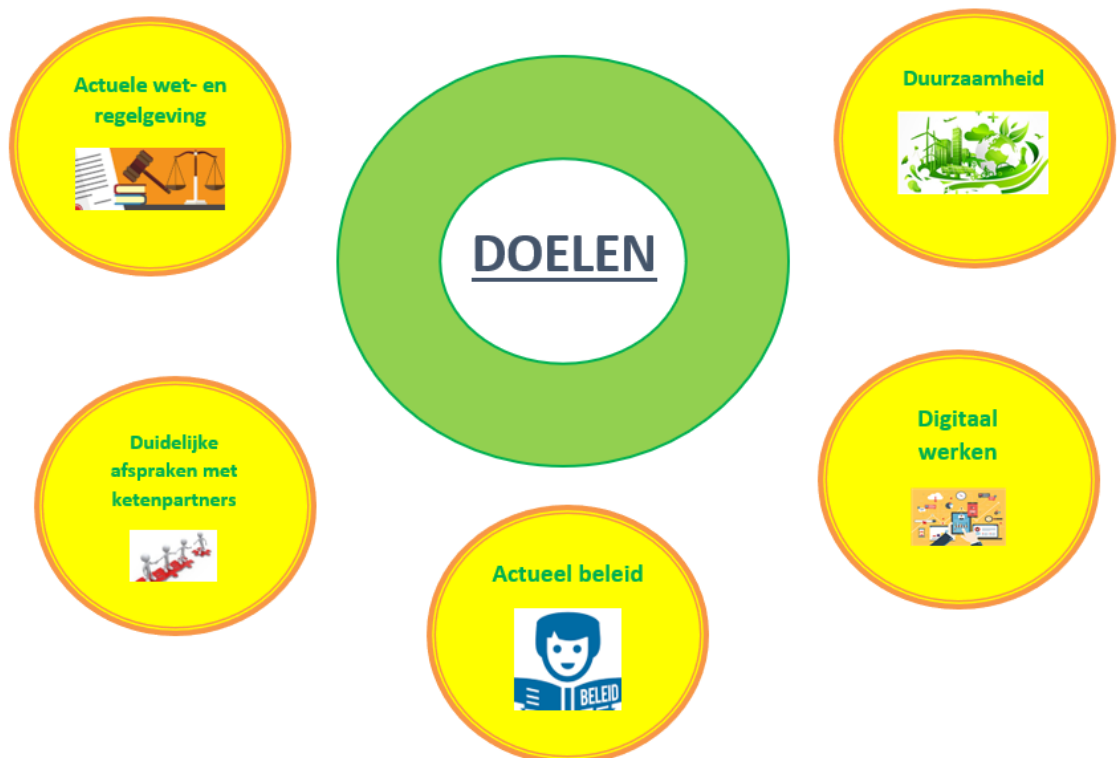 Actuele wet- en
regelgeving
DOELEN
Duurzaamheid
Duidelijke
afspraken met
ketenpartners
Actueel beleid
BELEID
Digitaal
werken